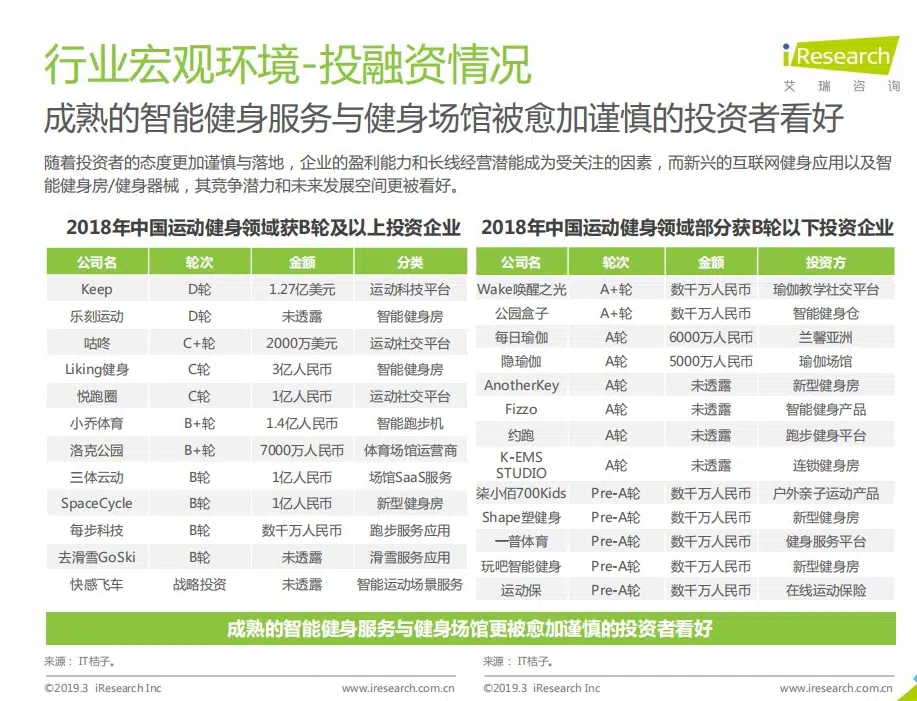 行业宏观环境-投融资情况
iResearch
艾瑞咨询
成熟的智能健身服务与健身场馆被愈加谨慎的投资者看好
随着投资者的态度更加谨慎与落地，企业的盈利能力和长线经营潜能成为受关注的因素，而新兴的互联网健身应用以及智
能健身房/健身器械，其竞争潜力和未来发展空间更被看好。
2018年中国运动健身领域获B轮及以上投资企业
公司名 轮次 金额 分类
Keep D轮 1.27亿美元 运动科技平台
乐刻运动 D轮 未透露 智能健身房
咕咚 C+轮 2000万美元 运动社交平台
Liking健身 C轮 3亿人民币 智能健身房
悦跑圈 C轮 1亿人民币 运动社交平台
小乔体育 B+轮 1.4亿人民币 智能跑步机
洛克公园 B+轮 7000万人民币 体育场馆运营商
三体云动 B轮 1亿人民币 场馆SaaS服务
SpaceCycle B轮 1亿人民币 新型健身房
每步科技 B轮 数千万人民币 跑步服务应用
去滑雪GoSki B轮 未透露 滑雪服务应用
快感飞车 战略投资 未透露 智能运动场景服务
2018年中国运动健身领域部分获B轮以下投资企业
公司名 轮次 金额 投资方
Wake唤醒之光 A+轮 数千万人民币 瑜伽教学社交平台
公园盒子 A+轮 数千万人民币 智能健身仓
每日瑜伽 A轮 6000万人民币 兰馨亚洲
隐瑜伽 A轮 5000万人民币 瑜伽场馆
AnotherKey A轮 未透露 新型健身房
Fizzo A轮 未透露 智能健身产品
约跑 A轮 未透露 跑步健身平台
K-EMS
STUDIO A轮 未透露 连锁健身房
柒小佰700Kids Pre-A轮 数千万人民币 户外亲子运动产品
Shape塑健身 Pre-A轮 数千万人民币 新型健身房
一普体育 Pre-A轮 数千万人民币 健身服务平台
玩吧智能健身 Pre-A轮 数千万人民币 新型健身房
运动保 Pre-A轮 数千万人民币 在线运动保险
成熟的智能健身服务与健身场馆更被愈加谨慎的投资者看好
来源：IT桔子。
来源：IT桔子。
©2019.3 iResearch Inc www.iresearch.com.cn
©2019.3 iResearch Inc www.iresearch.com.cn